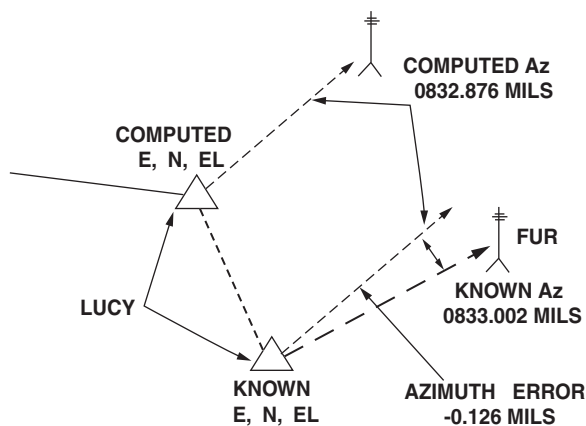 COMPUTED Az
0832.876 MILS
COMPUTED
E, N, EL
FUR
KNOWN Az
0833.002 MILS
LUCY
KNOWN
E, N, EL
AZIMUTH ERROR
-0.126 MILS